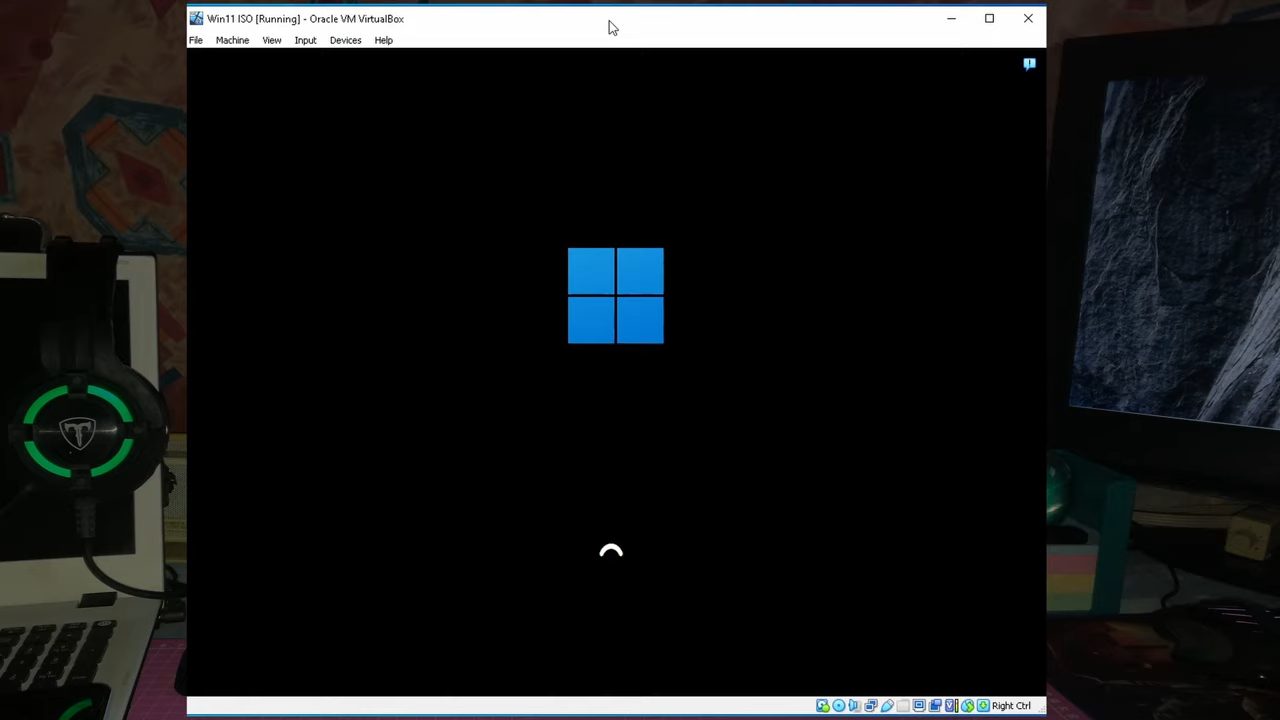 Win11 ISO [Running] - Oracle VM VirtualBox
File Machine View Input Devices Help
Right Ctrl